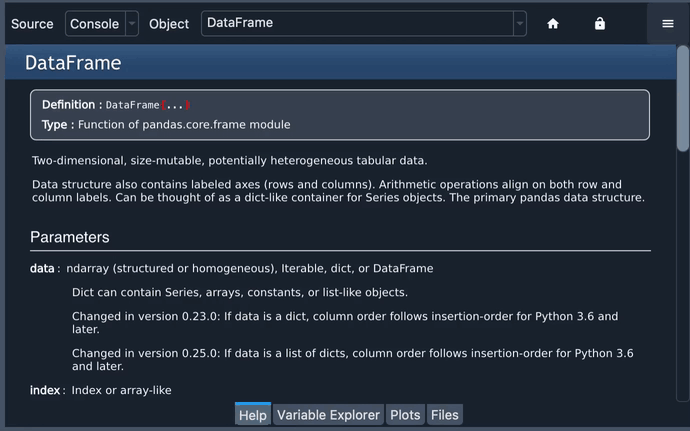 Source Console Object DataFrame
DataFrame
Definition : DataFrame(...)
Type : Function of pandas.core.frame module
Two-dimensional, size-mutable, potentially heterogeneous tabular data.
Data structure also contains labeled axes (rows and columns). Arithmetic operations align on both row and
column labels. Can be thought of as a dict-like container for Series objects. The primary pandas data structure.
Parameters
data : ndarray (structured or homogeneous), Iterable, dict, or DataFrame
Dict can contain Series, arrays, constants, or list-like objects.
Changed in version 0.23.0: If data is a dict, column order follows insertion-order for Python 3.6 and
later.
Changed in version 0.25.0: If data is a list of dicts, column order follows insertion-order for Python 3.6
and later.
index : Index or array-like
Help Variable Explorer Plots Files